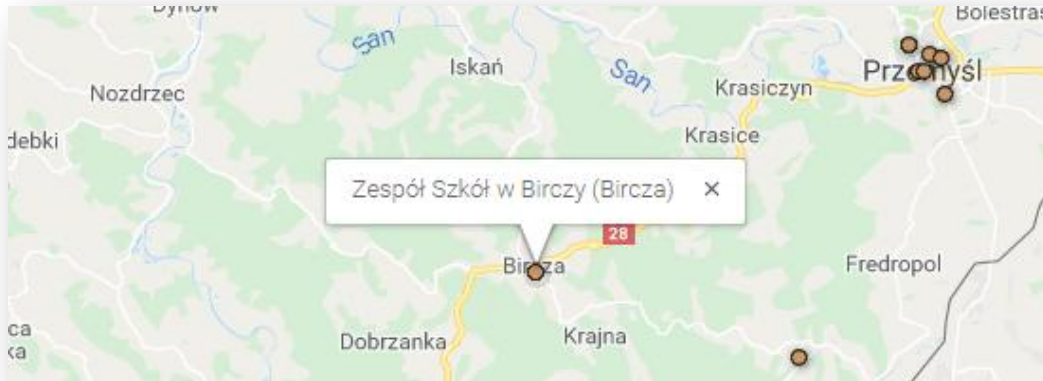 Dynów
Bolestras
San
Iskań
San
Przemyśl
Nozdrzec
Krasiczyn
debki
Krasice
Zespół Szkół w Birczy (Bircza) ×
28
Bircza
Fredropol
Dobrzanka
Krajna
ca
ka